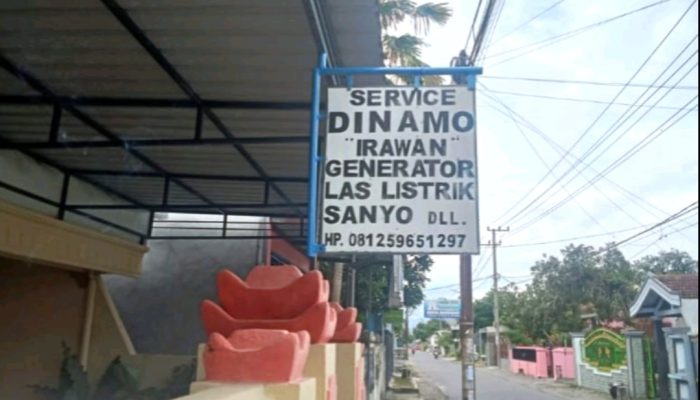 SERVICE
DINAMO
"IRAWAN"
GENERATOR
LAS LISTRIK
SANYO DLL.
HP. 081259651297